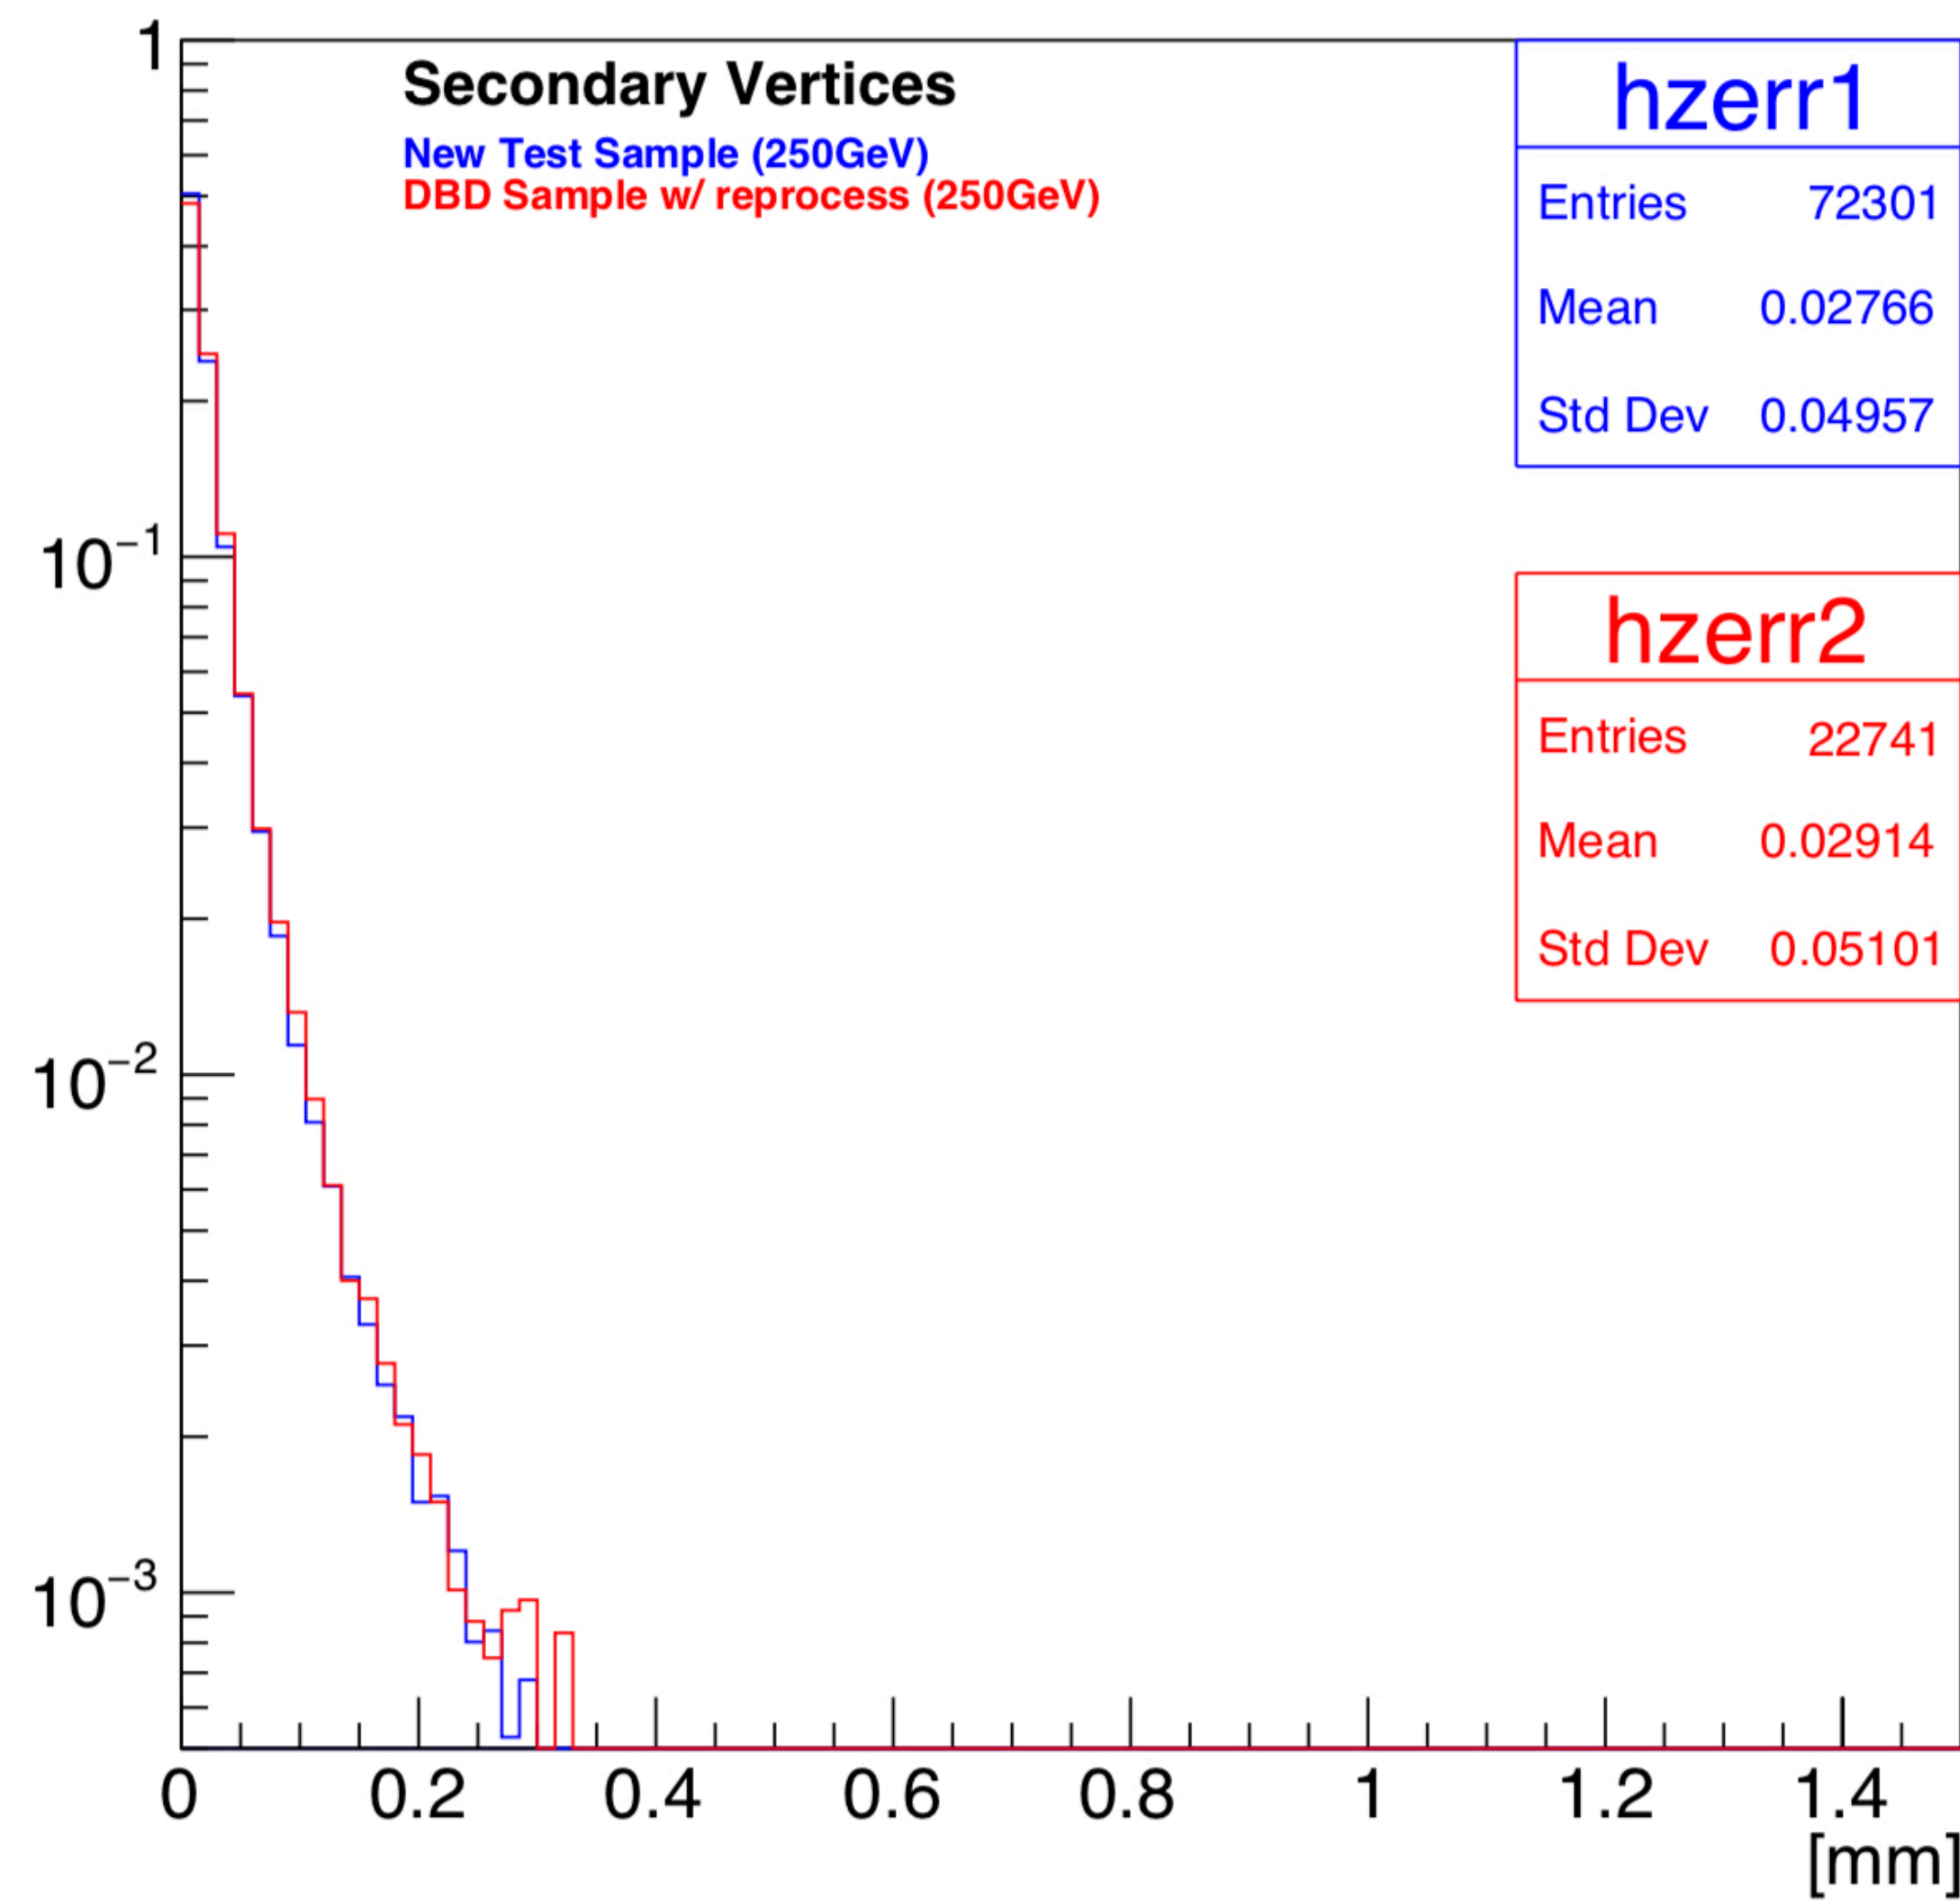 Secondary Vertices
New Test Sample (250GeV)
DBD Sample w/ reprocess (250GeV)
hzerr1
Entries 72301
Mean 0.02766
Std Dev 0.04957
hzerr2
Entries 22741
Mean 0.02914
Std Dev 0.05101
1
10⁻¹
10⁻²
10⁻³
0 0.2 0.4 0.6 0.8 1 1.2 1.4
[mm]